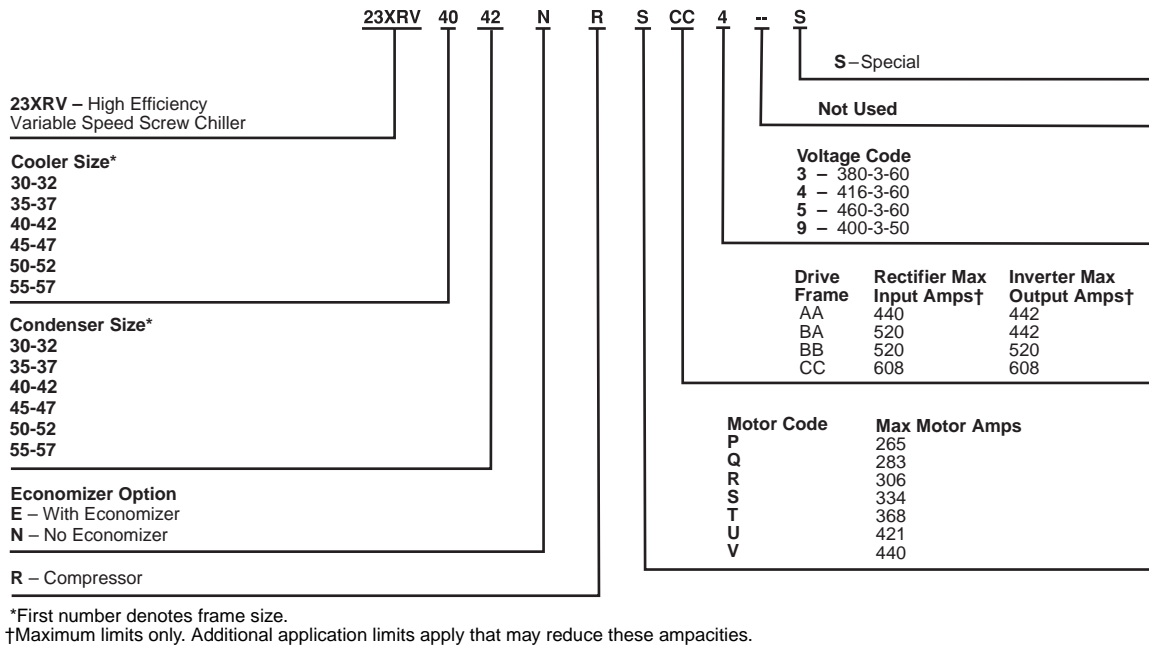 23XRV 40 42 N R S CC 4 -- S
S – Special
Not Used
Voltage Code
3 – 380-3-60
4 – 416-3-60
5 – 460-3-60
9 – 400-3-50
Drive Rectifier Max Inverter Max
Frame Input Amps† Output Amps†
AA 440 442
BA 520 442
BB 520 520
CC 608 608
Motor Code Max Motor Amps
P 265
Q 283
R 306
S 334
T 368
U 421
V 440
23XRV – High Efficiency
Variable Speed Screw Chiller
Cooler Size*
30-32
35-37
40-42
45-47
50-52
55-57
Condenser Size*
30-32
35-37
40-42
45-47
50-52
55-57
Economizer Option
E – With Economizer
N – No Economizer
R – Compressor
*First number denotes frame size.
†Maximum limits only. Additional application limits apply that may reduce these ampacities.